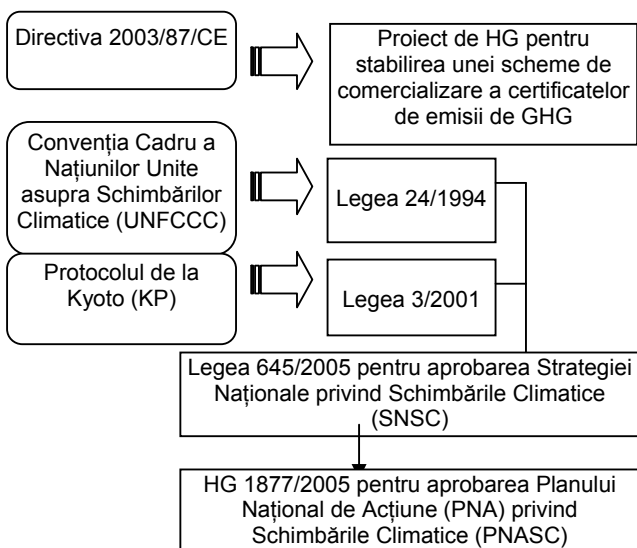 Directiva 2003/87/CE
Proiect de HG pentru
stabilirea unei scheme de
comercializare a certificatelor
de emisii de GHG
Convenția Cadru a
Națiunilor Unite
asupra Schimbărilor
Climatice (UNFCCC)
Legea 24/1994
Protocolul de la
Kyoto (KP)
Legea 3/2001
Legea 645/2005 pentru aprobarea Strategiei
Naționale privind Schimbările Climatice
(SNSC)
HG 1877/2005 pentru aprobarea Planului
Național de Acțiune (PNA) privind
Schimbările Climatice (PNASC)